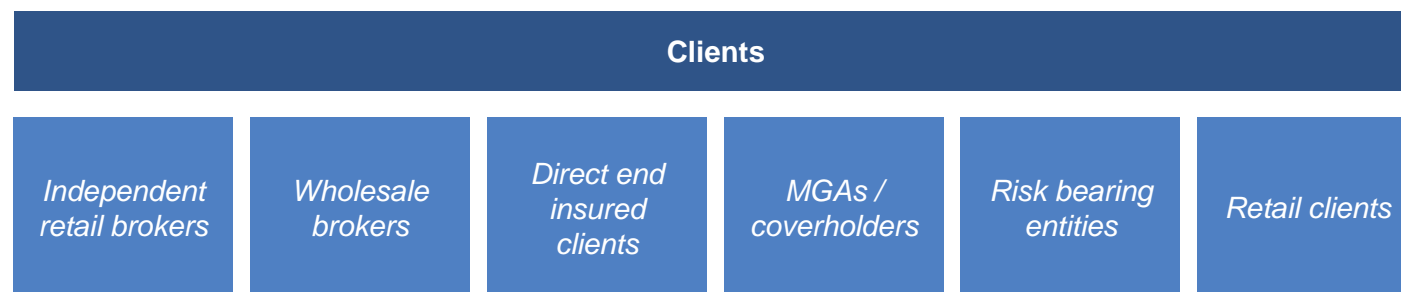 Clients
Independent
retail brokers
Wholesale
brokers
Direct end
insured
clients
MGAs /
coverholders
Risk bearing
entities
Retail clients